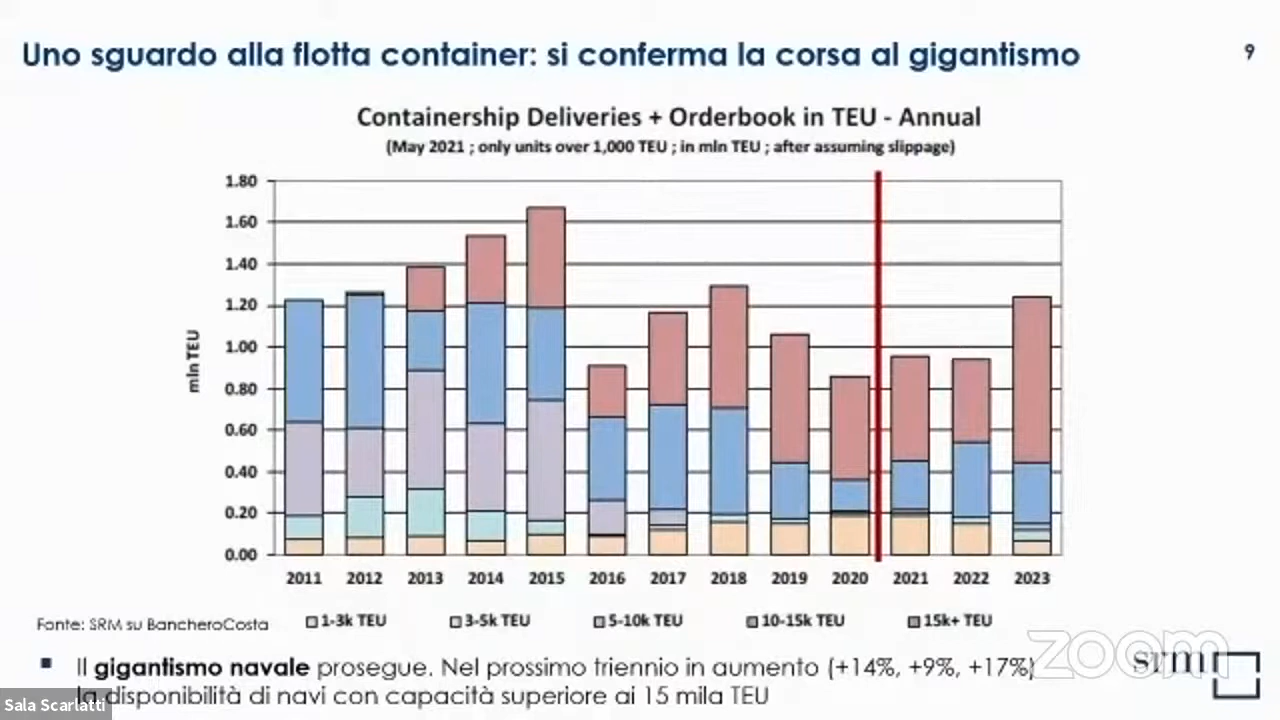 Uno sguardo alla flotta container: si conferma la corsa al gigantismo
9
Containership Deliveries + Orderbook in TEU - Annual
(May 2021 ; only units over 1,000 TEU ; in mln TEU ; after assuming slippage)
1.80
1.60
1.40
1.20
1.00
0.80
0.60
0.40
0.20
0.00
mln TEU
2011 2012 2013 2014 2015 2016 2017 2018 2019 2020 2021 2022 2023
1-3k TEU 3-5k TEU 5-10k TEU 10-15k TEU 15k+ TEU
Fonte: SRM su BancheroCosta
Il gigantismo navale prosegue. Nel prossimo triennio in aumento (+14%, +9%, +17%)
la disponibilità di navi con capacità superiore ai 15 mila TEU
zoom
srm
Sala Scarlatti